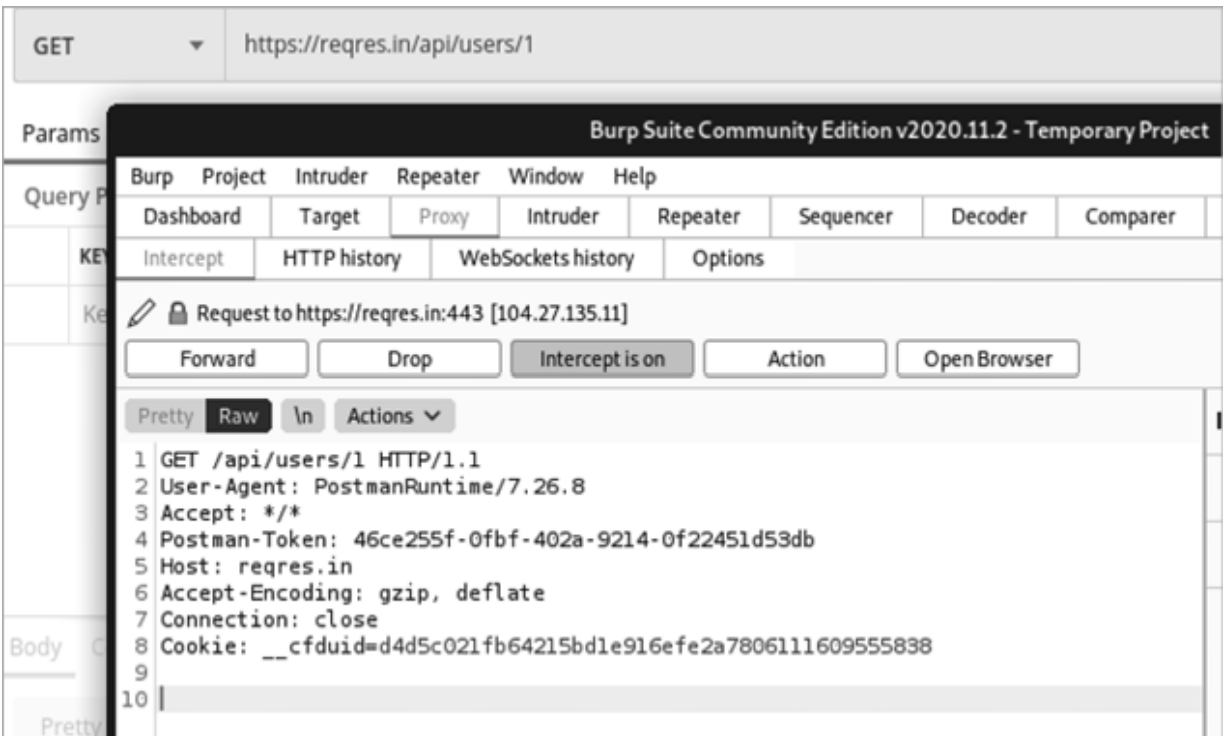 GET https://reqres.in/api/users/1
Params
Burp Suite Community Edition v2020.11.2 - Temporary Project
Burp Project Intruder Repeater Window Help
Query P
Dashboard Target Proxy Intruder Repeater Sequencer Decoder Comparer
KEY
Intercept HTTP history WebSockets history Options
Ke
Request to https://reqres.in:443 [104.27.135.11]
Forward Drop Intercept is on Action Open Browser
Pretty Raw \n Actions
1 GET /api/users/1 HTTP/1.1
2 User-Agent: PostmanRuntime/7.26.8
3 Accept: */*
4 Postman-Token: 46ce255f-0fbf-402a-9214-0f22451d53db
5 Host: reqres.in
6 Accept-Encoding: gzip, deflate
7 Connection: close
8 Cookie: __cfduid=d4d5c021fb64215bd1e916efe2a7806111609555838
Body C
9
10
Pretty